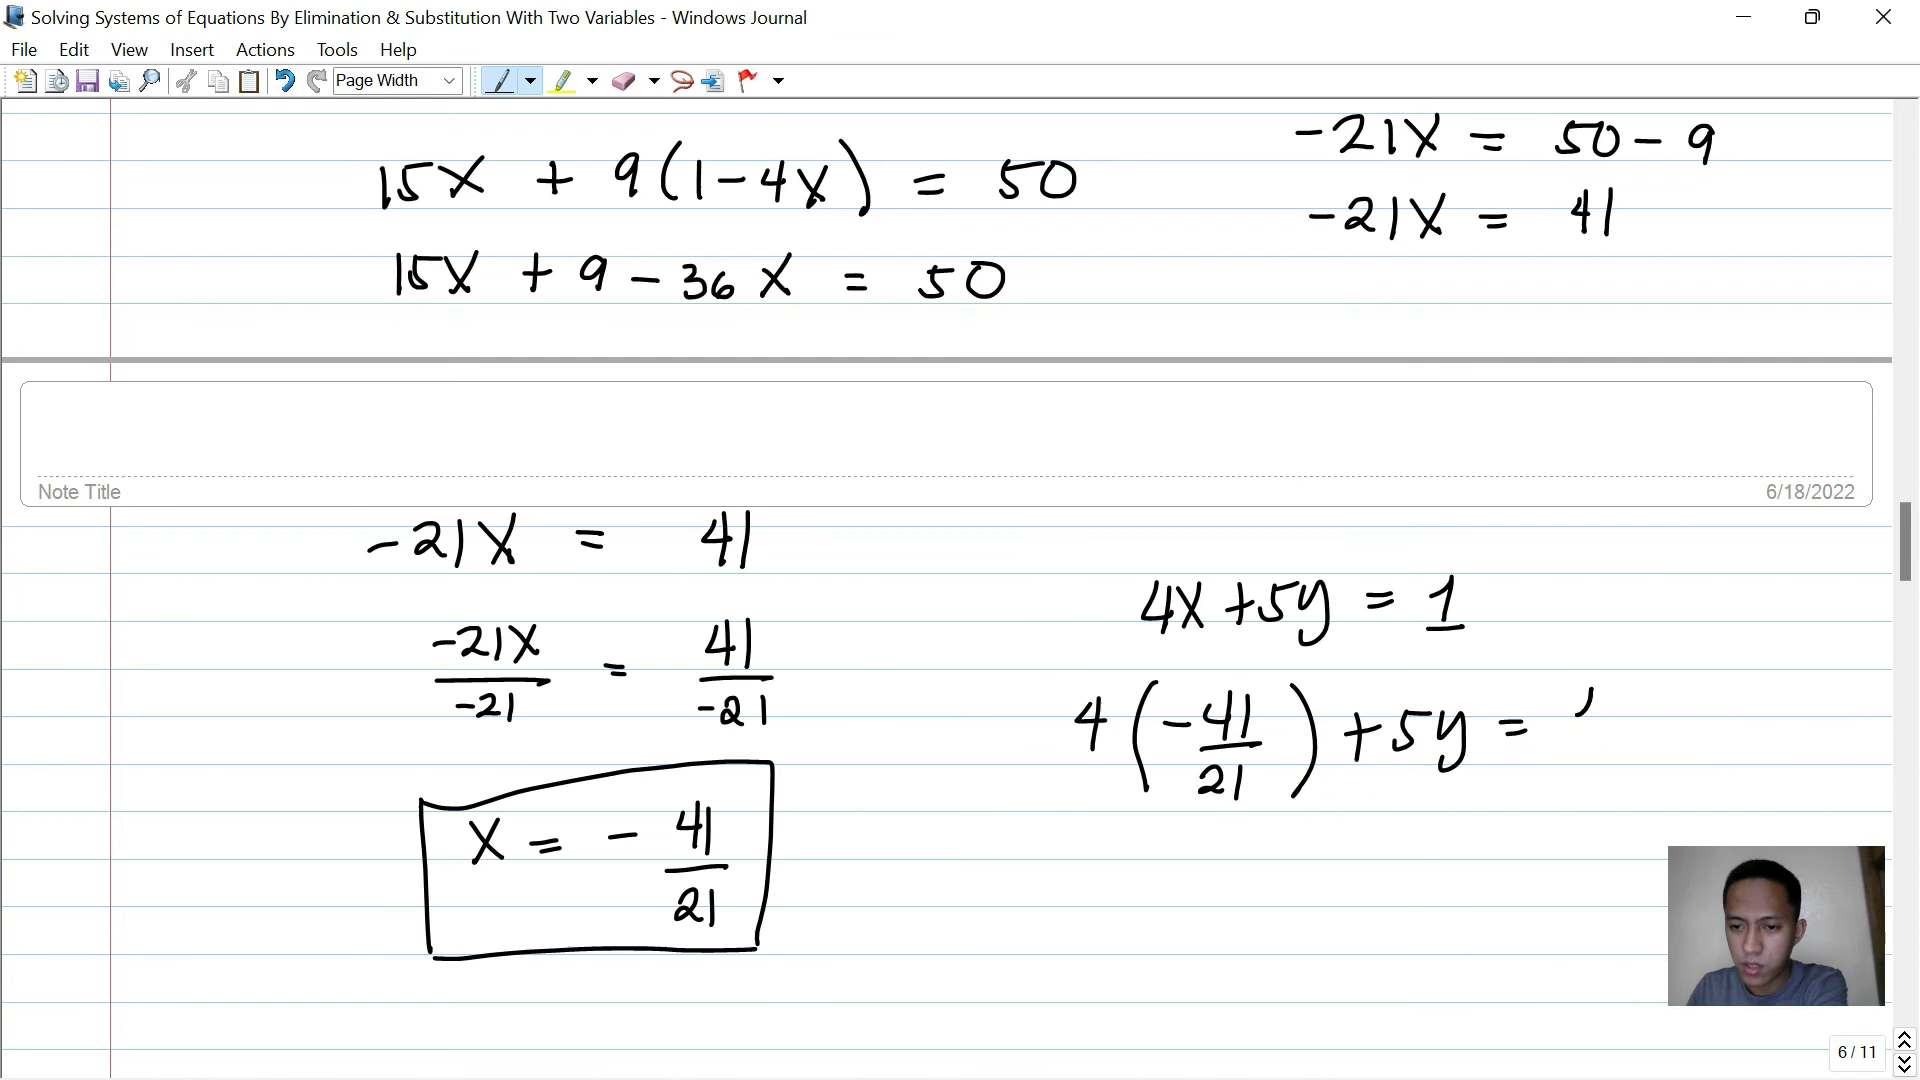 Solving Systems of Equations By Elimination & Substitution With Two Variables - Windows Journal
File Edit View Insert Actions Tools Help
Page Width
15x + 9(1-4x) = 50
15x + 9 - 36x = 50
-21x = 50 - 9
-21x = 41
Note Title
6/18/2022
-21x = 41
-21x/-21 = 41/-21
x = - 41/21
4x + 5y = 1
4(-41/21) + 5y =
6 / 11